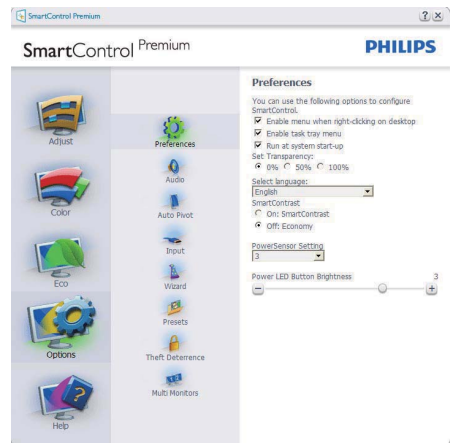 SmartControl Premium
SmartControl Premium
PHILIPS
Adjust
Color
Eco
Options
Help
Preferences
Audio
Auto Pivot
Input
Wizard
Presets
Theft Deterrence
Multi Monitors
Preferences
You can use the following options to configure
SmartControl.
Enable menu when right-clicking on desktop
Enable task tray menu
Run at system start-up
Set Transparency:
0% 50% 100%
Select language:
English
SmartContrast
On: SmartContrast
Off: Economy
PowerSensor Setting
3
Power LED Button Brightness 3